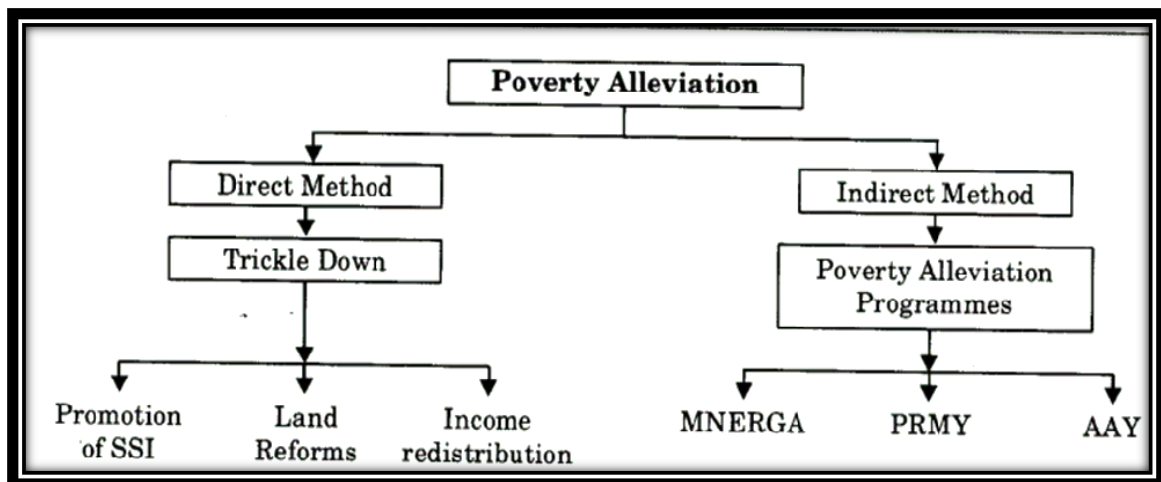 Poverty Alleviation
Direct Method
Indirect Method
Trickle Down
Poverty Alleviation
Programmes
Promotion
of SSI
Land
Reforms
Income
redistribution
MNERGA
PRMY
AAY